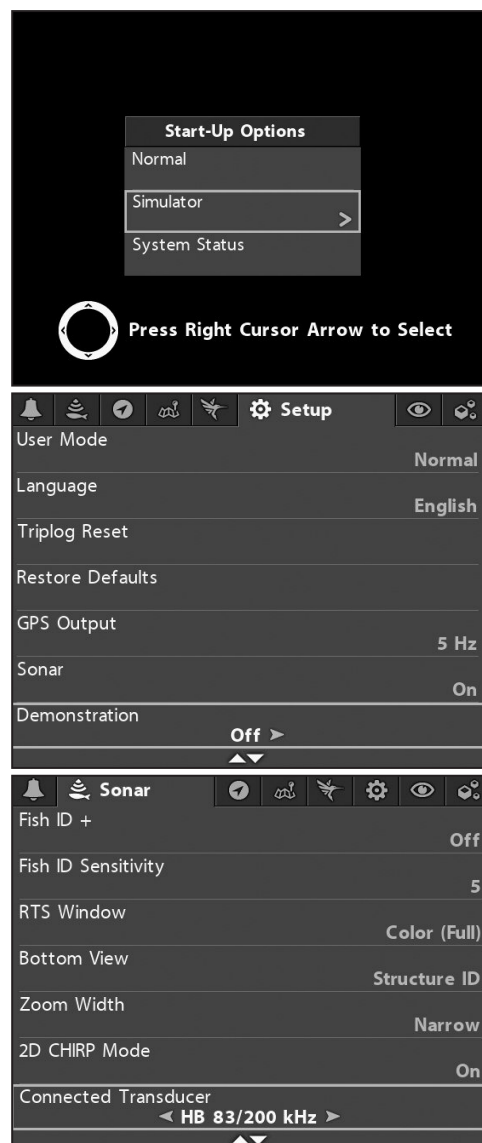 Start-Up Options
Normal
Simulator
System Status
Press Right Cursor Arrow to Select
Setup
User Mode
Normal
Language
English
Triplog Reset
Restore Defaults
GPS Output
5 Hz
Sonar
On
Demonstration
Off
Sonar
Fish ID +
Off
Fish ID Sensitivity
5
RTS Window
Color (Full)
Bottom View
Structure ID
Zoom Width
Narrow
2D CHIRP Mode
On
Connected Transducer
HB 83/200 kHz